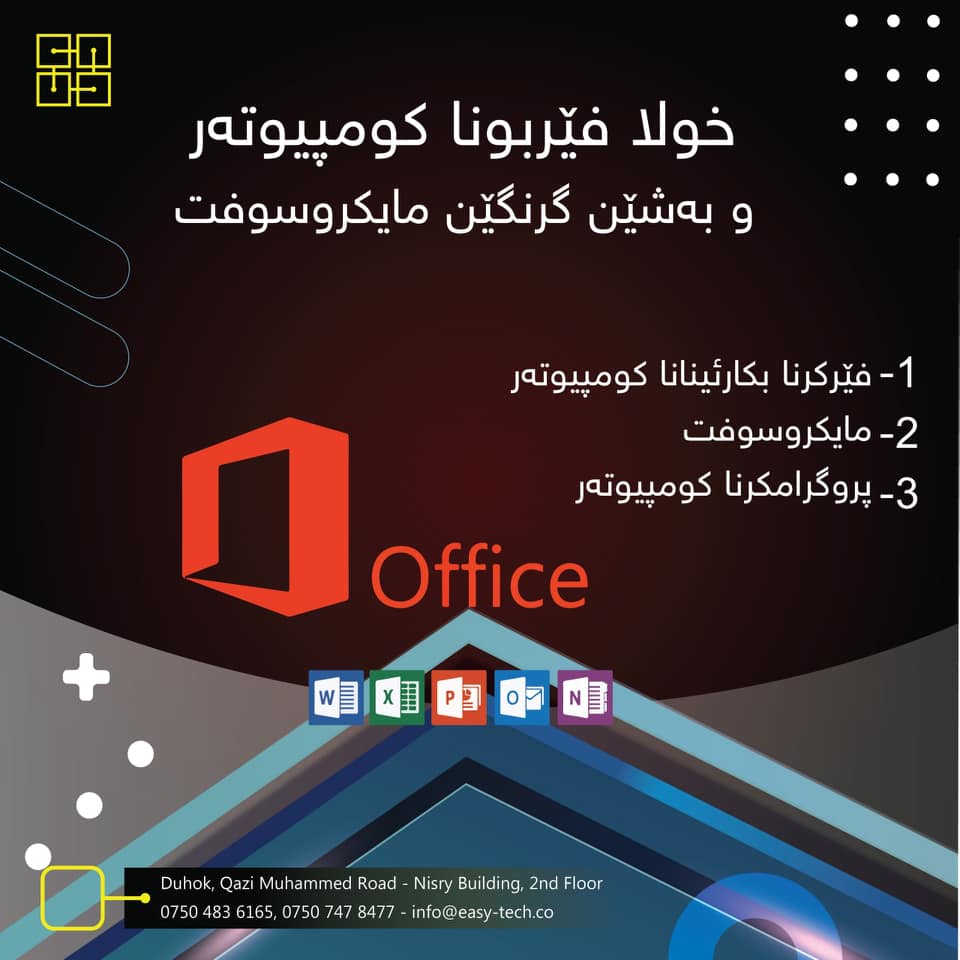 خولا فێربونا کومپیوتەر
و بەشێن گرنگێن مایکروسوفت
1- فێرکرنا بکارئینانا کومپیوتەر
2- مایکروسوفت
3- پروگرامکرنا کومپیوتەر
Office
W X P O N
Duhok, Qazi Muhammed Road - Nisry Building, 2nd Floor
0750 483 6165, 0750 747 8477 - info@easy-tech.co